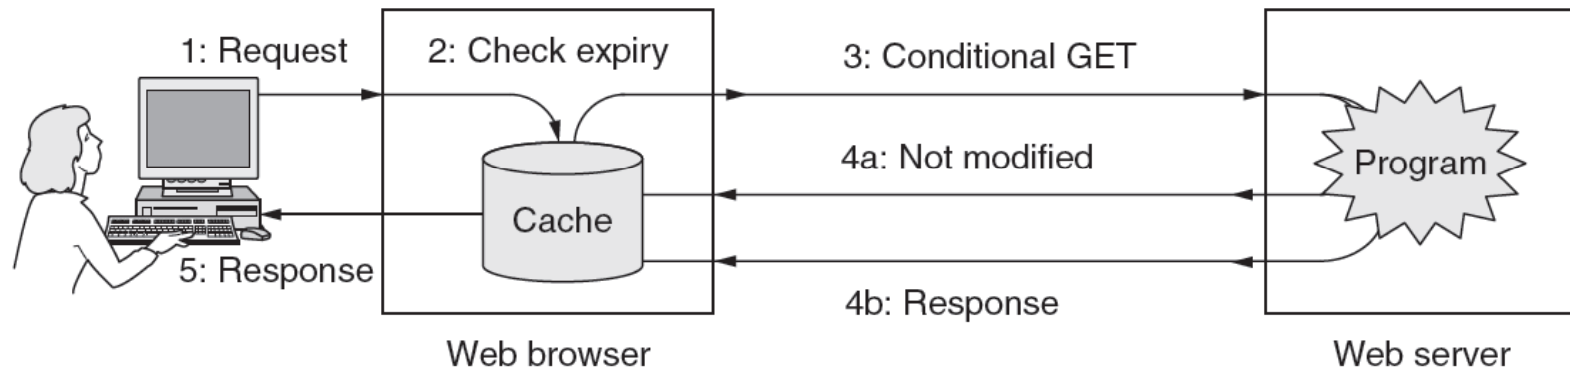 1: Request
2: Check expiry
3: Conditional GET
4a: Not modified
Program
Cache
5: Response
4b: Response
Web browser
Web server